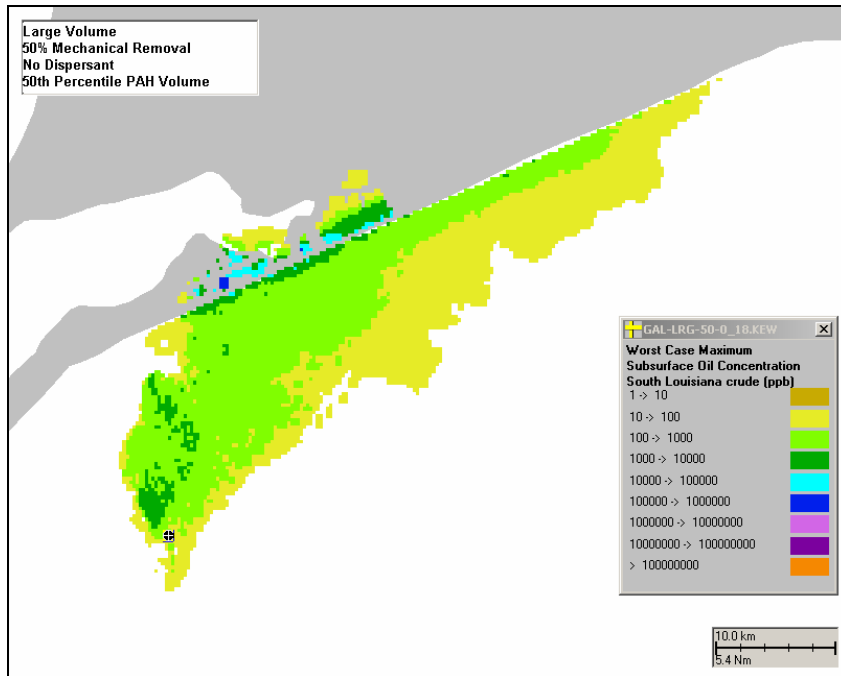 Large Volume
50% Mechanical Removal
No Dispersant
50th Percentile PAH Volume
GAL-LRG-50-0_18.KEW
Worst Case Maximum
Subsurface Oil Concentration
South Louisiana crude (ppb)
1 -> 10
10 -> 100
100 -> 1000
1000 -> 10000
10000 -> 100000
100000 -> 1000000
1000000 -> 10000000
10000000 -> 100000000
> 100000000
10.0 km
5.4 Nm